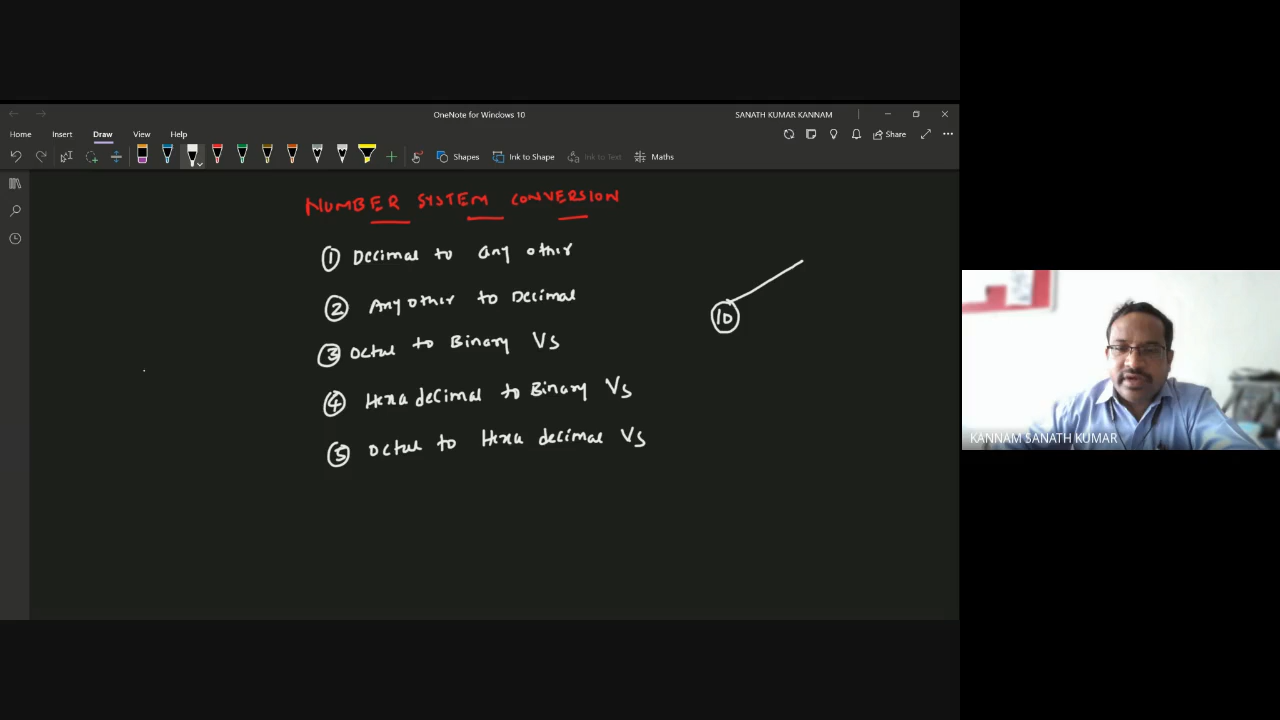 OneNote for Windows 10
SANATH KUMAR KANNAM
Home Insert Draw View Help
Share
Shapes Ink to Shape Ink to Text Maths
NUMBER SYSTEM CONVERSION
1 Decimal to any other
2 Any other to Decimal
3 Octal to Binary Vs
4 Hexa decimal to Binary Vs
5 Octal to Hexa decimal Vs
10
KANNAM SANATH KUMAR